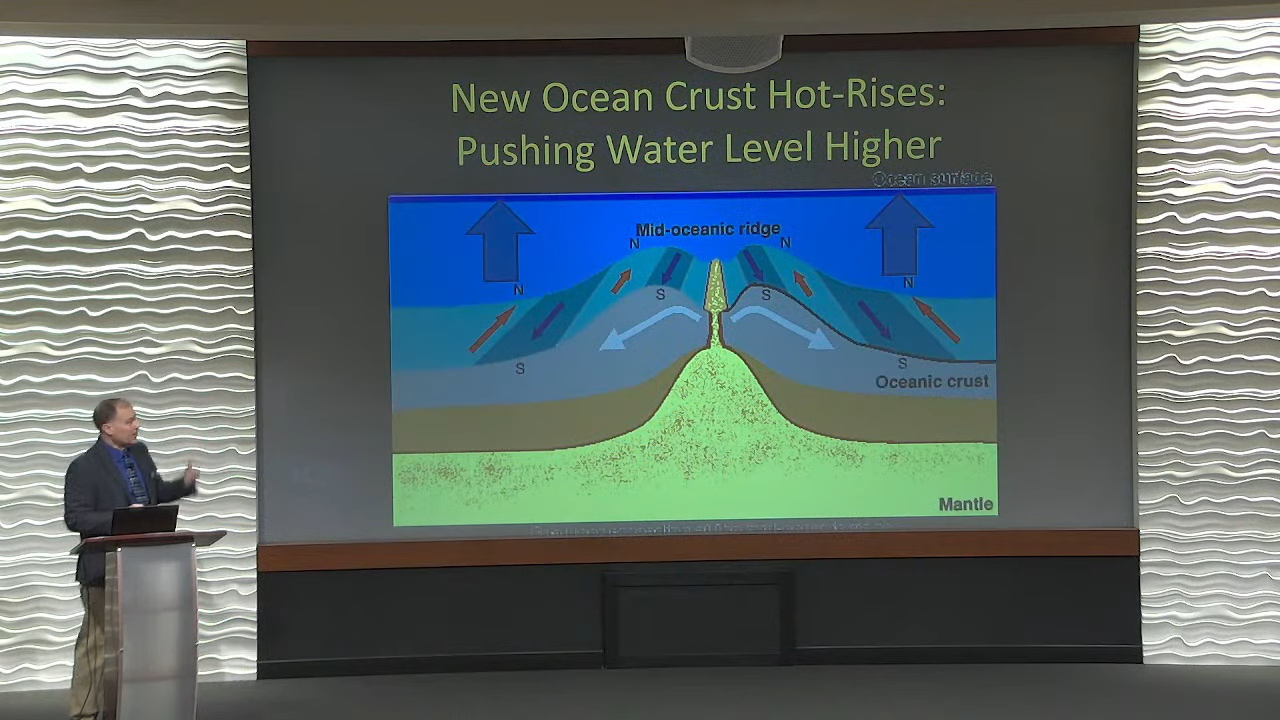 New Ocean Crust Hot-Rises:
Pushing Water Level Higher
Ocean surface
Mid-oceanic ridge
N
N
N
N
S
S
S
S
Oceanic crust
Mantle